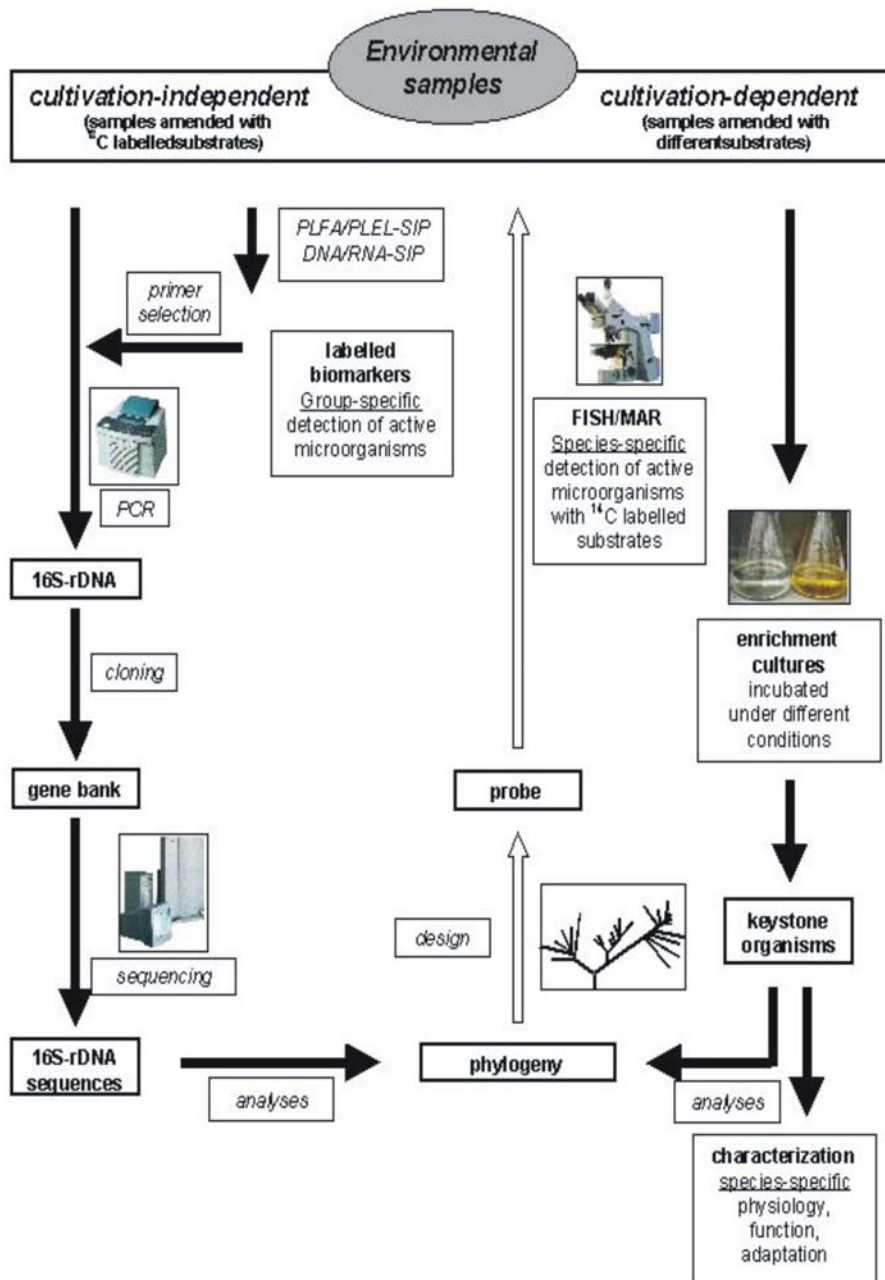 Environmental
samples
cultivation-independent
(samples amended with
¹³C labelledsubstrates)
cultivation-dependent
(samples amended with
differentsubstrates)
PLFA/PLEL-SIP
DNA/RNA-SIP
primer
selection
labelled
biomarkers
Group-specific
detection of active
microorganisms
PCR
16S-rDNA
cloning
gene bank
sequencing
16S-rDNA
sequences
analyses
FISH/MAR
Species-specific
detection of active
microorganisms
with ¹⁴C labelled
substrates
probe
design
phylogeny
enrichment
cultures
incubated
under different
conditions
keystone
organisms
analyses
characterization
species-specific
physiology,
function,
adaptation